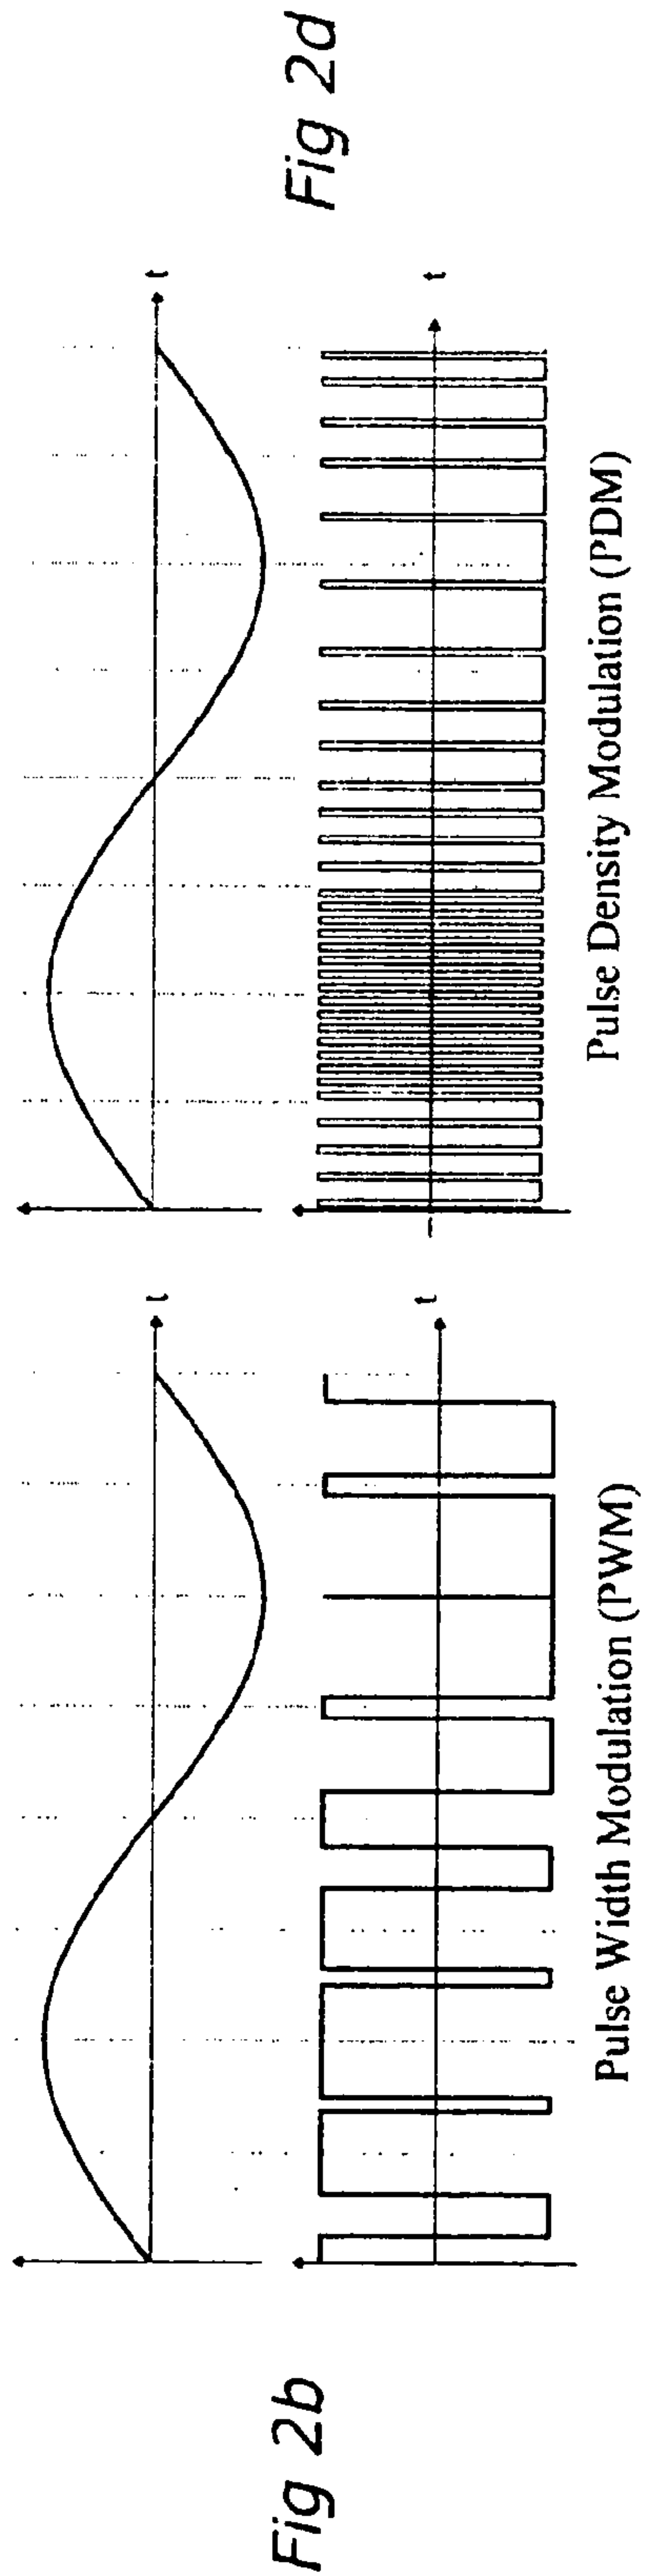 Fig 2b
t
t
Pulse Width Modulation (PWM)
t
t
Pulse Density Modulation (PDM)
Fig 2d